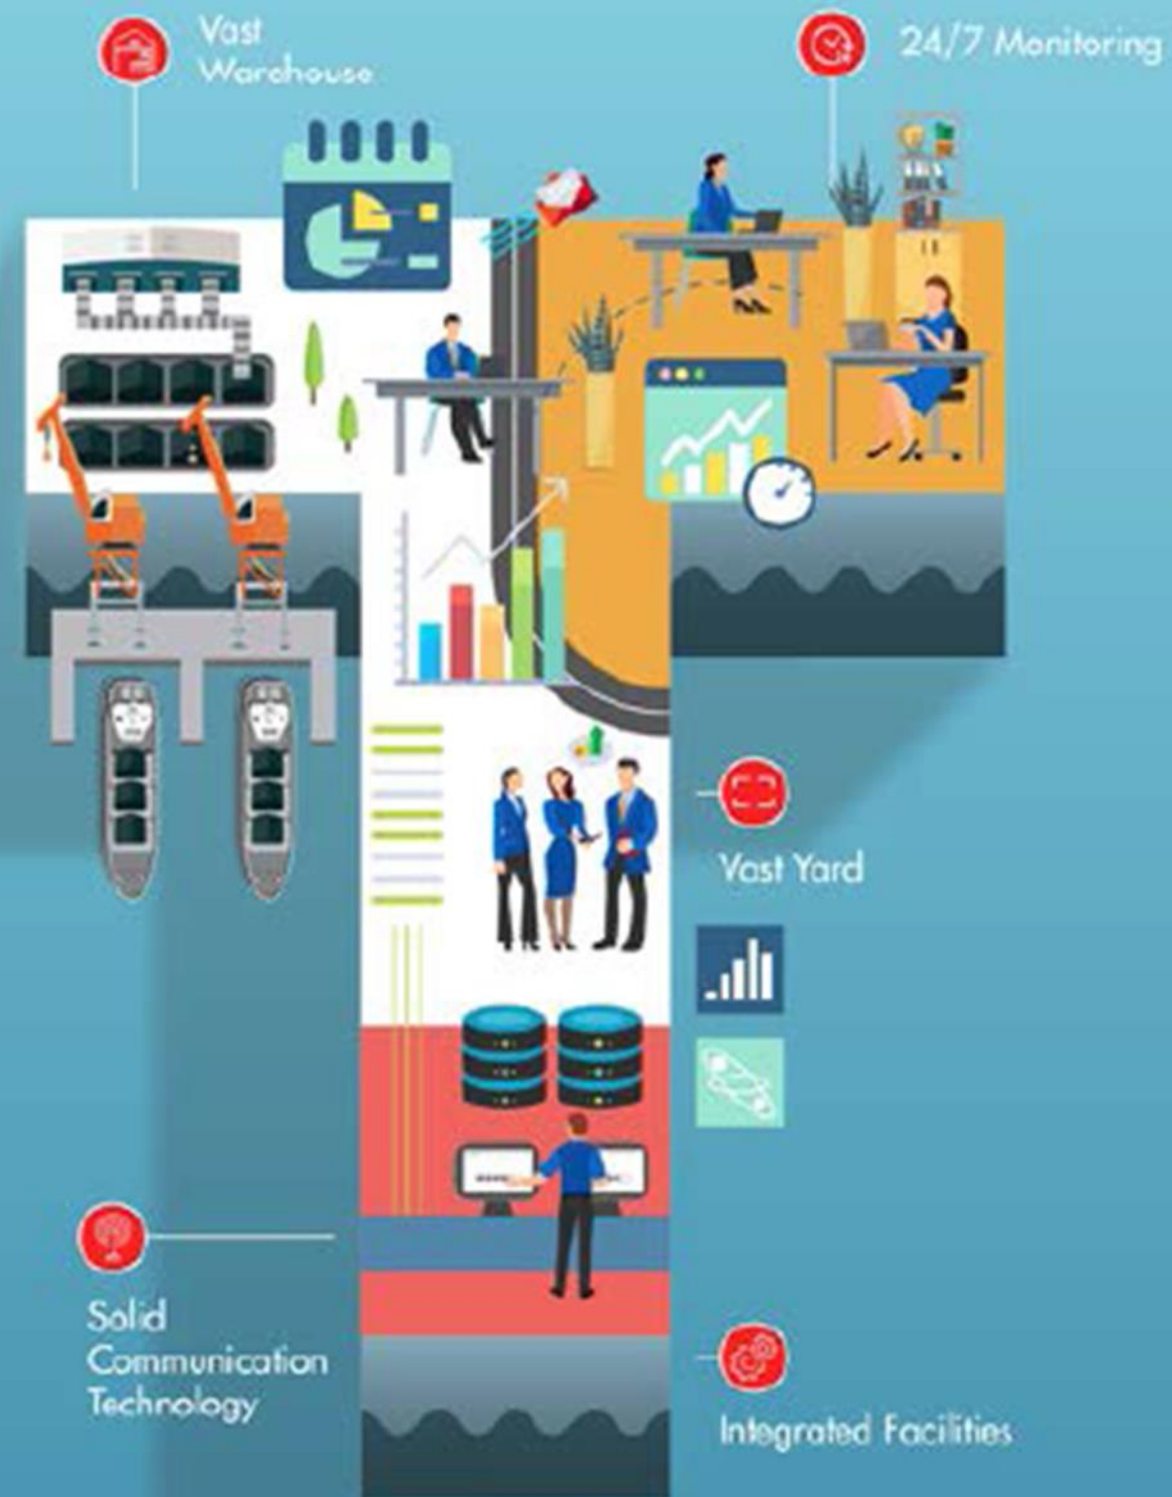 Vast
Warehouse
24/7 Monitoring
Vast Yard
Solid
Communication
Technology
Integrated Facilities